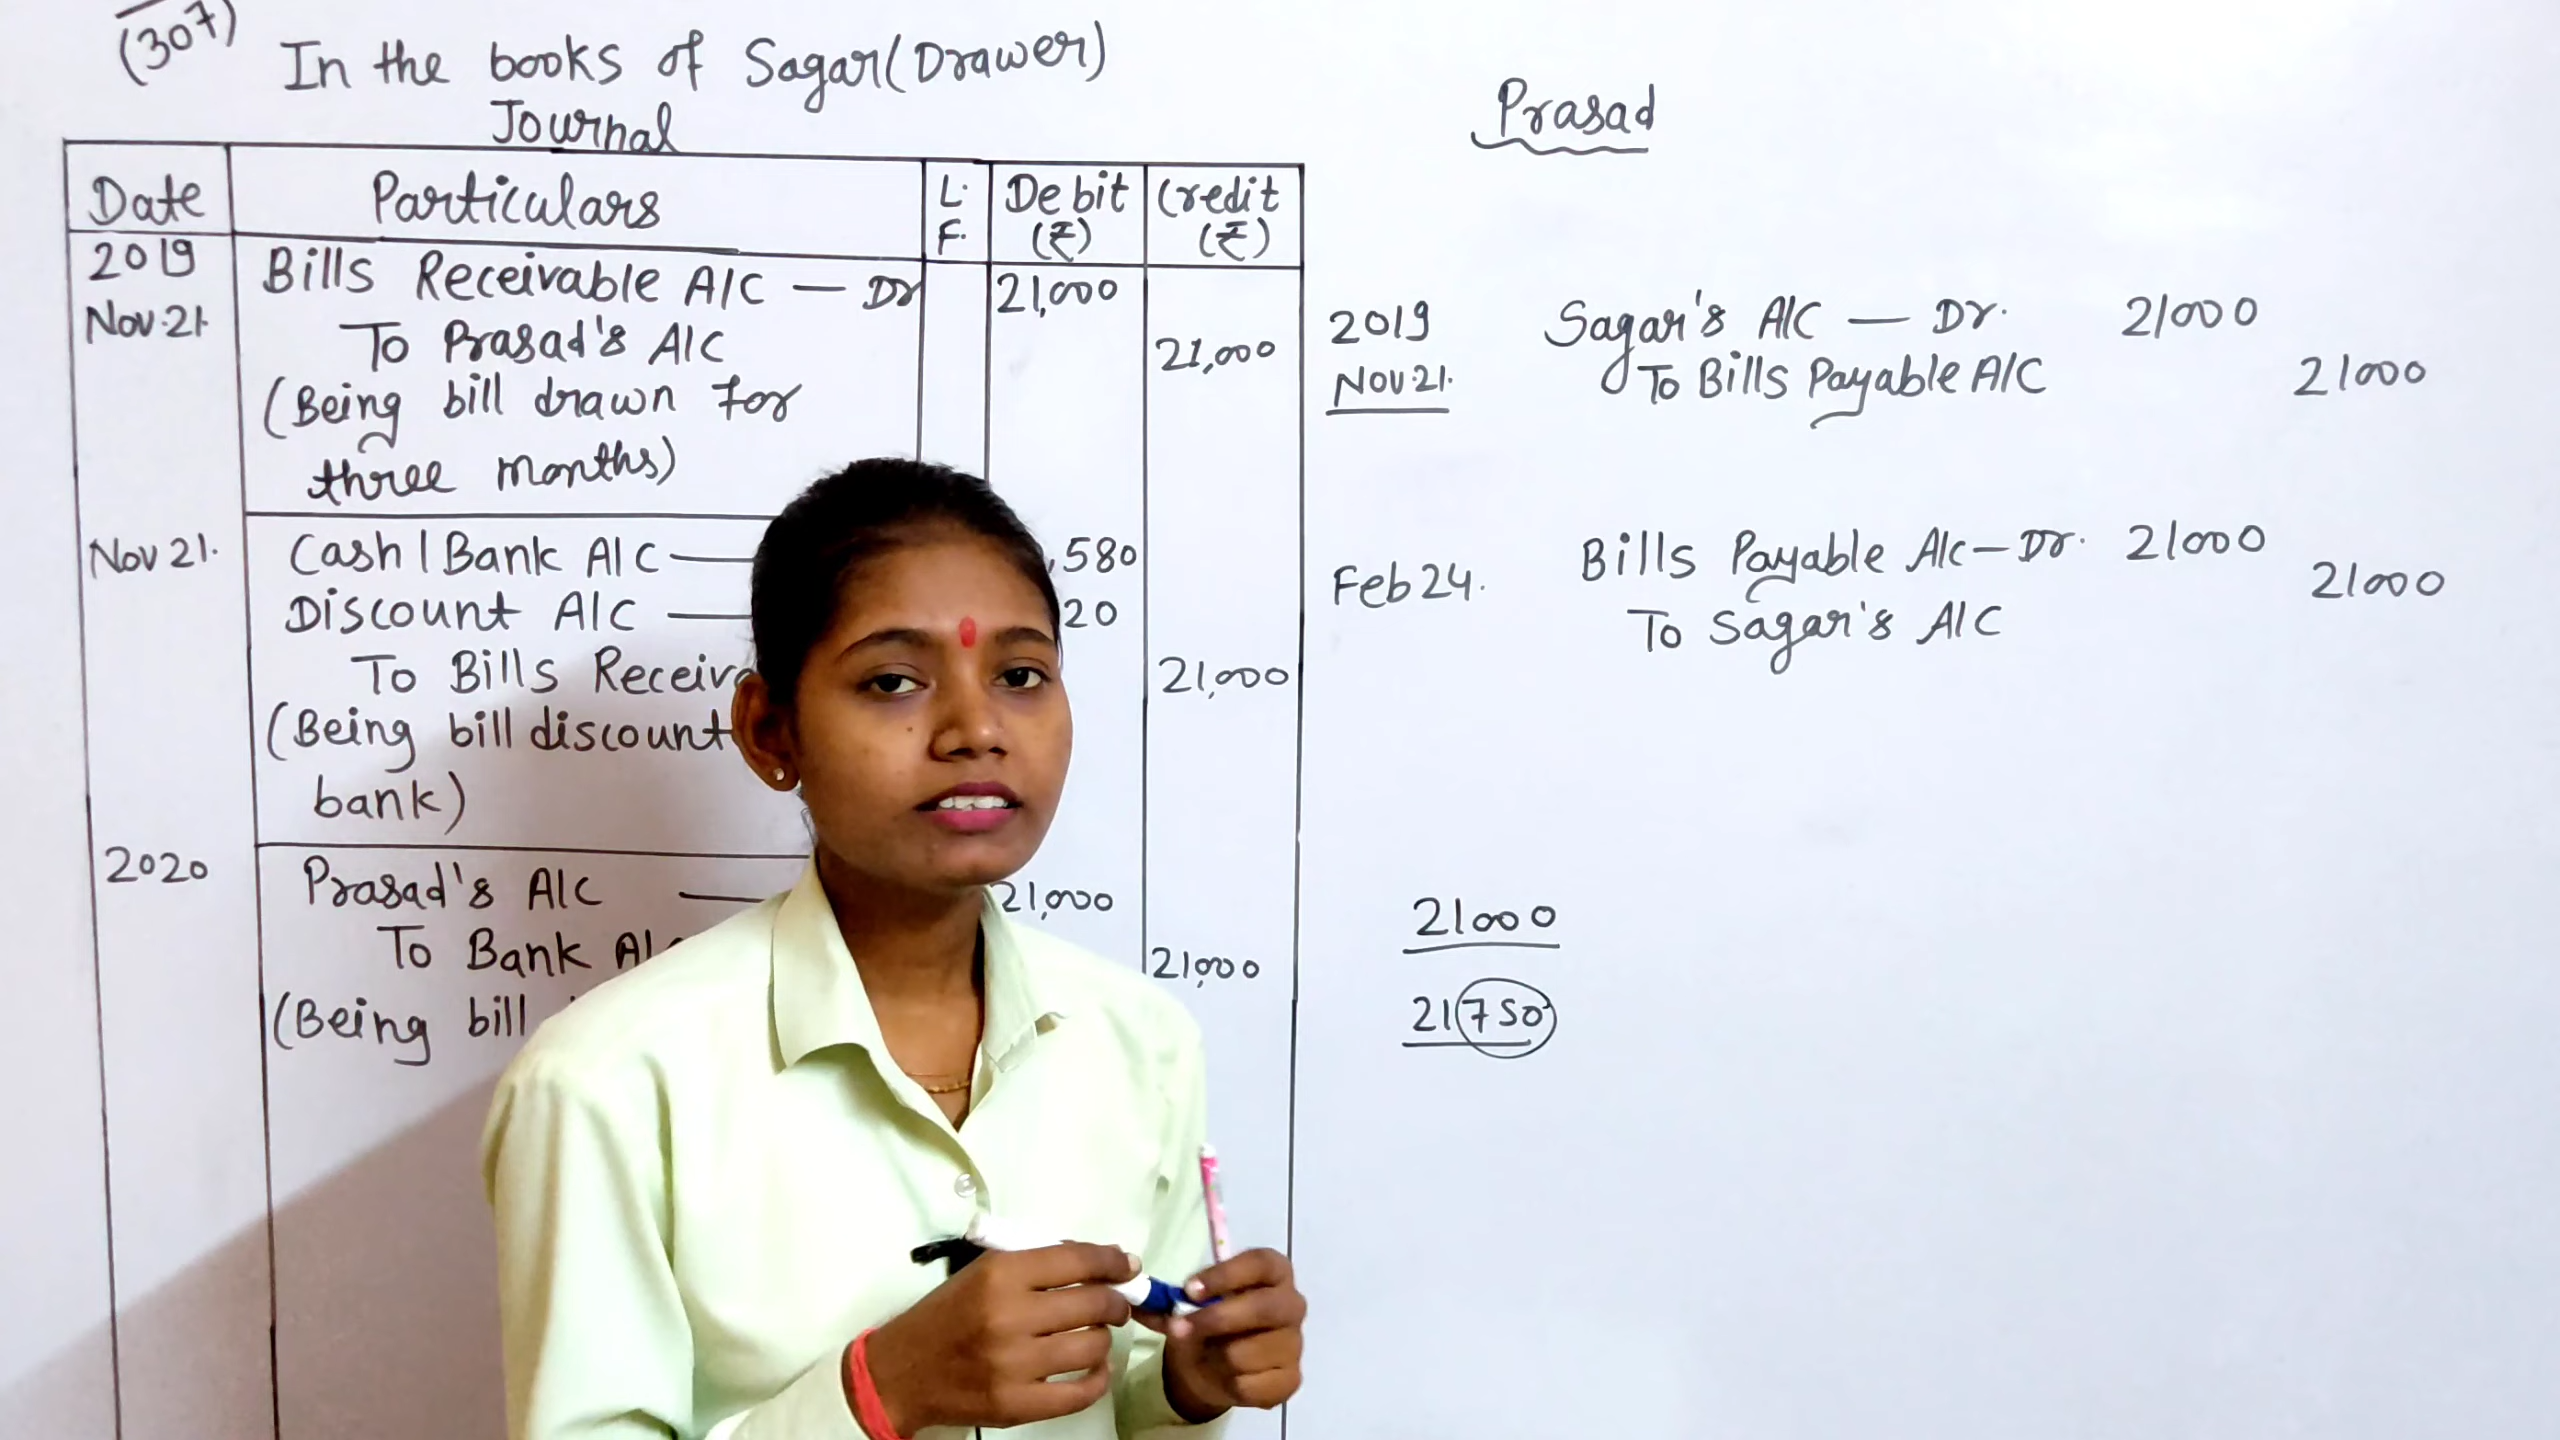 (307)
In the books of Sagar (Drawer)
Journal
Date Particulars L.F. Debit (₹) Credit (₹)
2019 Bills Receivable A/C — Dr 21,000
Nov.21. To Prasad's A/C 21,000
(Being bill drawn for
three months)
Nov 21. Cash/Bank A/C — ,580
Discount A/C — 20
To Bills 21,000
(Being bill discount
bank)
2020 Prasad's A/C — 21,000
To Bank 21,000
(Being bill
Prasad
2019 Sagar's A/C — Dr. 21000
Nov.21. To Bills Payable A/C 21000
Feb 24. Bills Payable A/c — Dr. 21000
To Sagar's A/C 21000
21000
21750